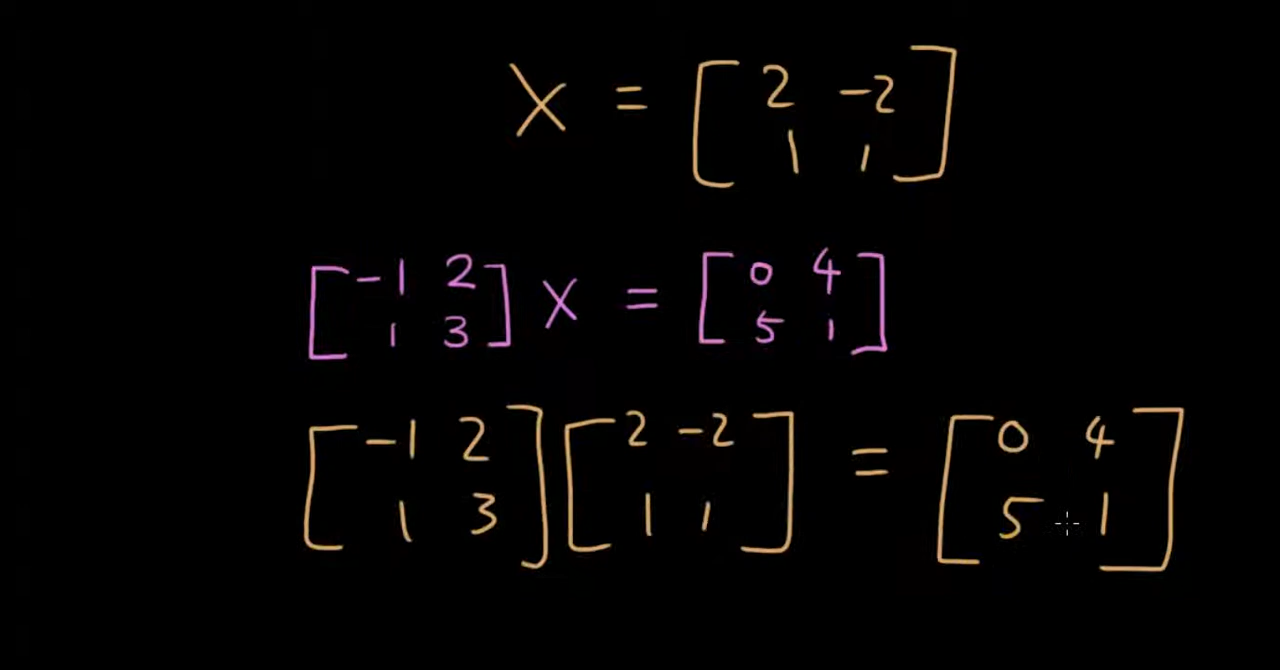 X = [ 2 -2
1 1 ]
[ -1 2
1 3 ] X = [ 0 4
5 1 ]
[ -1 2
1 3 ] [ 2 -2
1 1 ] = [ 0 4
5 1 ]